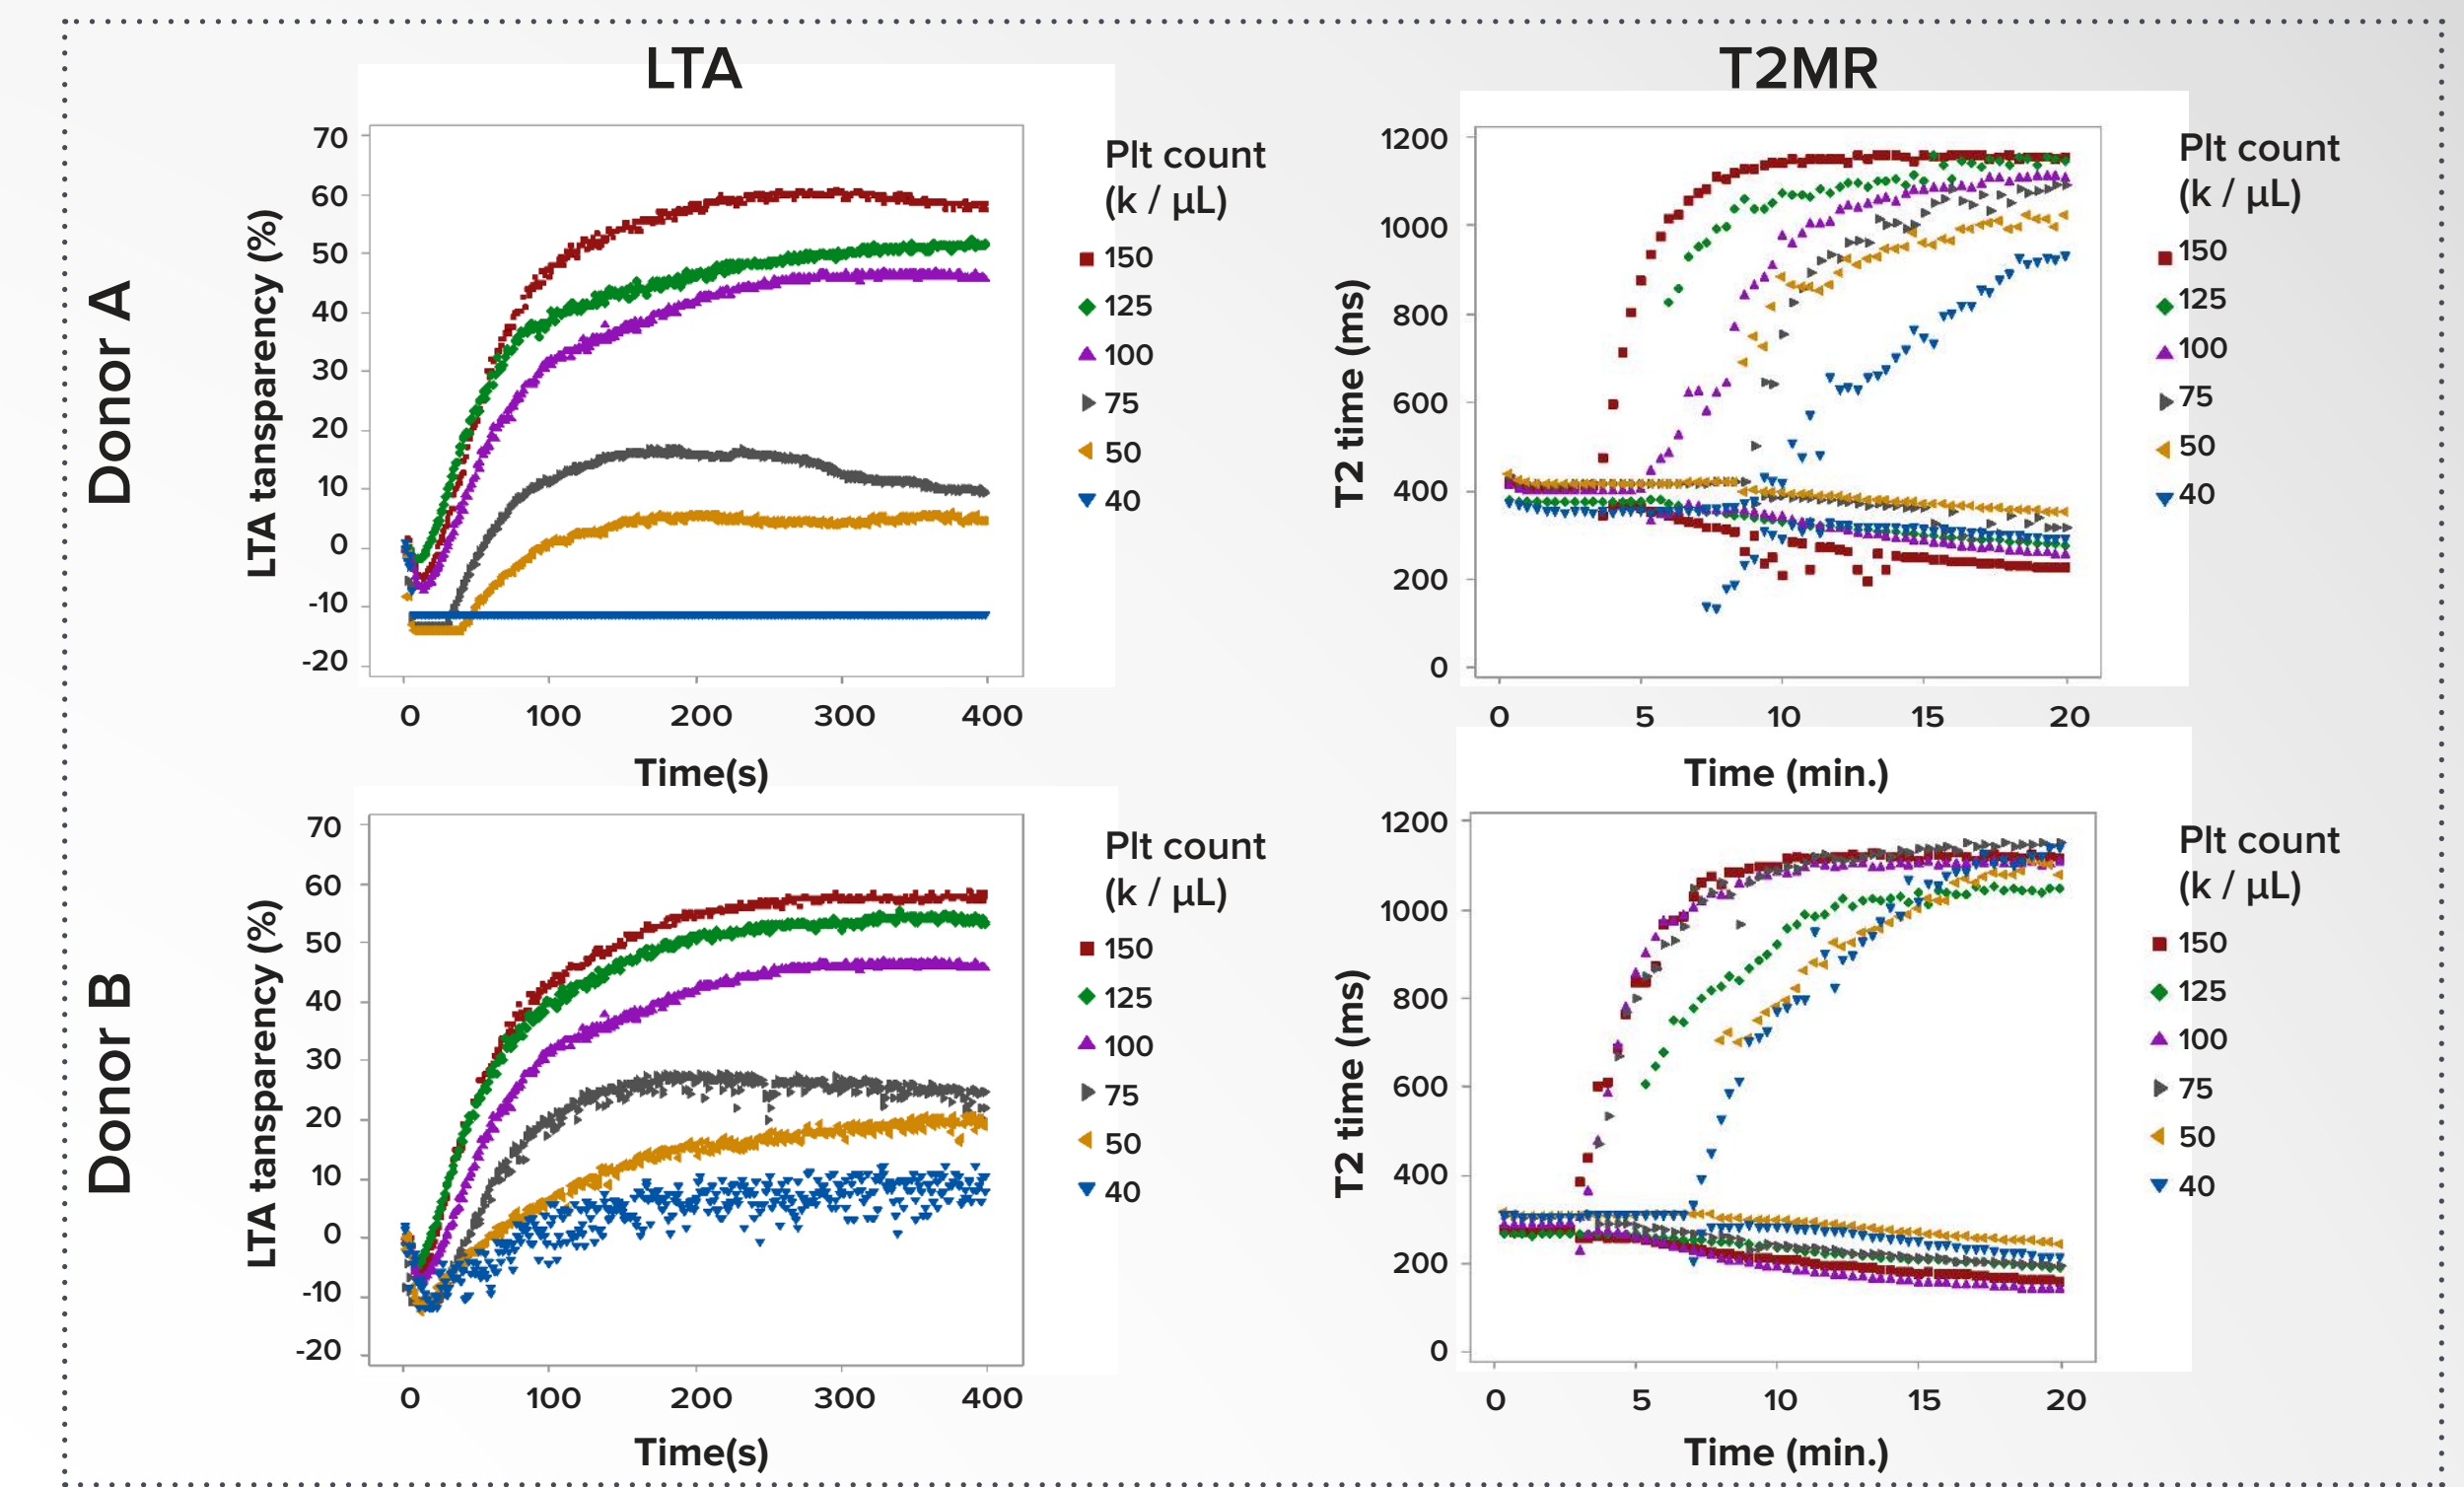 LTA
T2MR
Donor A
LTA tansparency (%)
70
60
50
40
30
20
10
0
-10
-20
0 100 200 300 400
Time(s)
Plt count
(k / µL)
150
125
100
75
50
40
T2 time (ms)
1200
1000
800
600
400
200
0
0 5 10 15 20
Time (min.)
Plt count
(k / µL)
150
125
100
75
50
40
Donor B
LTA tansparency (%)
70
60
50
40
30
20
10
0
-10
-20
0 100 200 300 400
Time(s)
Plt count
(k / µL)
150
125
100
75
50
40
T2 time (ms)
1200
1000
800
600
400
200
0
0 5 10 15 20
Time (min.)
Plt count
(k / µL)
150
125
100
75
50
40